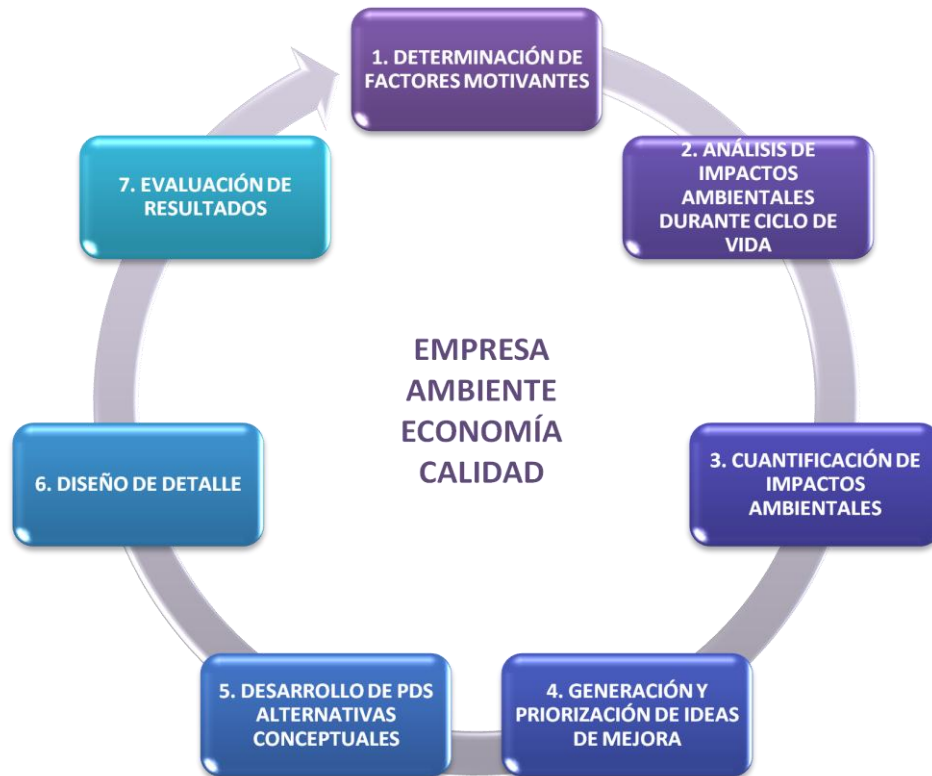 1. DETERMINACIÓN DE
FACTORES MOTIVANTES
2. ANÁLISIS DE
IMPACTOS
AMBIENTALES
DURANTE CICLO DE
VIDA
3. CUANTIFICACIÓN DE
IMPACTOS
AMBIENTALES
4. GENERACIÓN Y
PRIORIZACIÓN DE IDEAS
DE MEJORA
5. DESARROLLO DE PDS
ALTERNATIVAS
CONCEPTUALES
6. DISEÑO DE DETALLE
7. EVALUACIÓN DE
RESULTADOS
EMPRESA
AMBIENTE
ECONOMÍA
CALIDAD